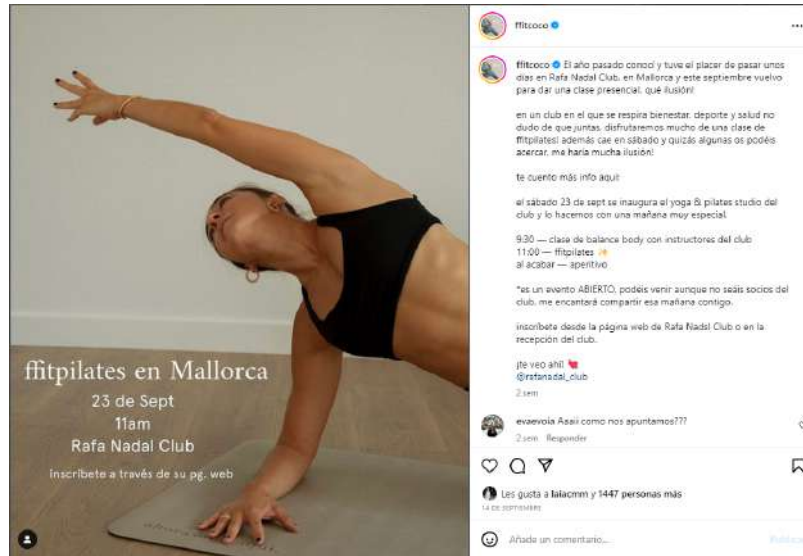 ffitpilates en Mallorca
23 de Sept
11am
Rafa Nadal Club
inscríbete a través de su pg. web
ffitcoco
ffitcoco El año pasado conocí y tuve el placer de pasar unos
días en Rafa Nadal Club, en Mallorca y este septiembre vuelvo
para dar una clase presencial. qué ilusión!
en un club en el que se respira bienestar, deporte y salud no
dudo de que juntas, disfrutaremos mucho de una clase de
ffitpilates! además cae en sábado y quizás algunas os podéis
acercar, me haría mucha ilusión!
te cuento más info aquí:
el sábado 23 de sept se inaugura el yoga & pilates studio del
club y lo hacemos con una mañana muy especial.
9:30 — clase de balance body con instructores del club
11:00 — ffitpilates ✨
al acabar — aperitivo
*es un evento ABIERTO, podéis venir aunque no seáis socios del
club. me encantará compartir esa mañana contigo.
inscríbete desde la página web de Rafa Nadal Club o en la
recepción del club.
¡te veo ahí!
@rafanadal_club
2 sem
evaevoia Aaaii como nos apuntamos???
2 sem Responder
Les gusta a laiacmm y 1447 personas más
14 DE SEPTIEMBRE
Añade un comentario...